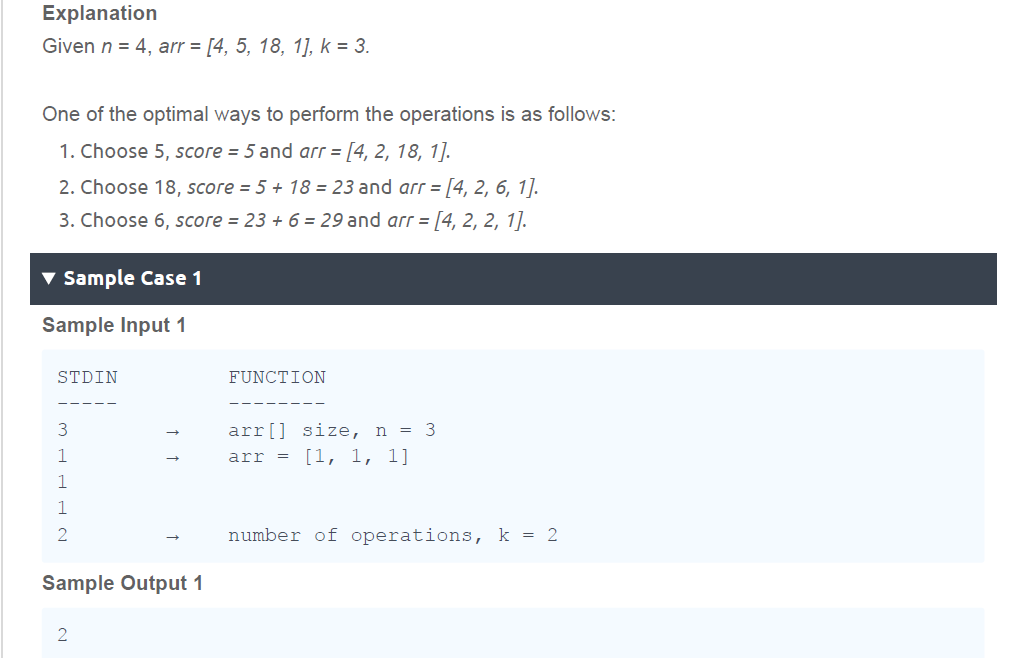 Explanation
Given n = 4, arr = [4, 5, 18, 1], k = 3.
One of the optimal ways to perform the operations is as follows:
1. Choose 5, score = 5 and arr = [4, 2, 18, 1].
2. Choose 18, score = 5 + 18 = 23 and arr = [4, 2, 6, 1].
3. Choose 6, score = 23 + 6 = 29 and arr = [4, 2, 2, 1].
▼ Sample Case 1
Sample Input 1
STDIN FUNCTION
----- --------
3 → arr[] size, n = 3
1 → arr = [1, 1, 1]
1
1
2 → number of operations, k = 2
Sample Output 1
2